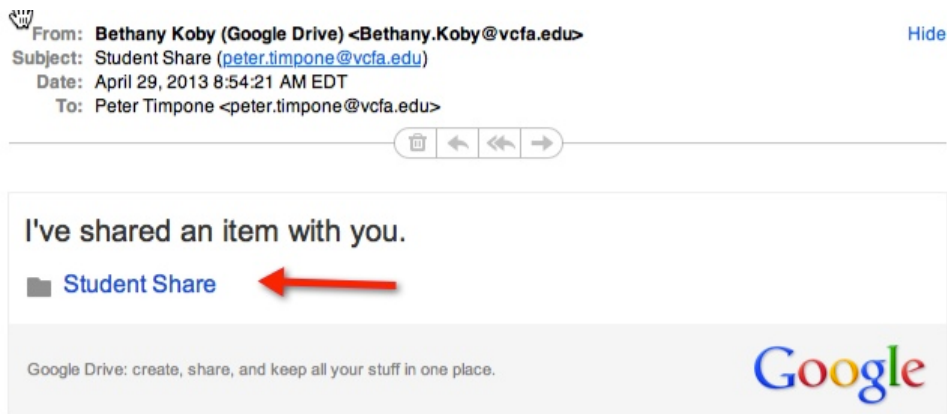 From: Bethany Koby (Google Drive) <Bethany.Koby@vcfa.edu> Hide
Subject: Student Share (peter.timpone@vcfa.edu)
Date: April 29, 2013 8:54:21 AM EDT
To: Peter Timpone <peter.timpone@vcfa.edu>
I've shared an item with you.
Student Share
Google Drive: create, share, and keep all your stuff in one place. Google